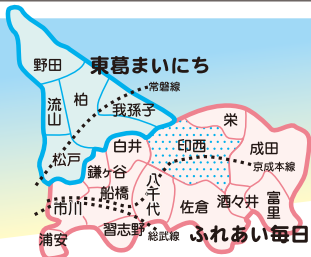 野田
東葛まいにち
常磐線
柏
流山
我孫子
栄
松戸
白井
印西
成田
京成本線
鎌ヶ谷
船橋
八千代
市川
佐倉
酒々井
富里
習志野
総武線
ふれあい毎日
浦安